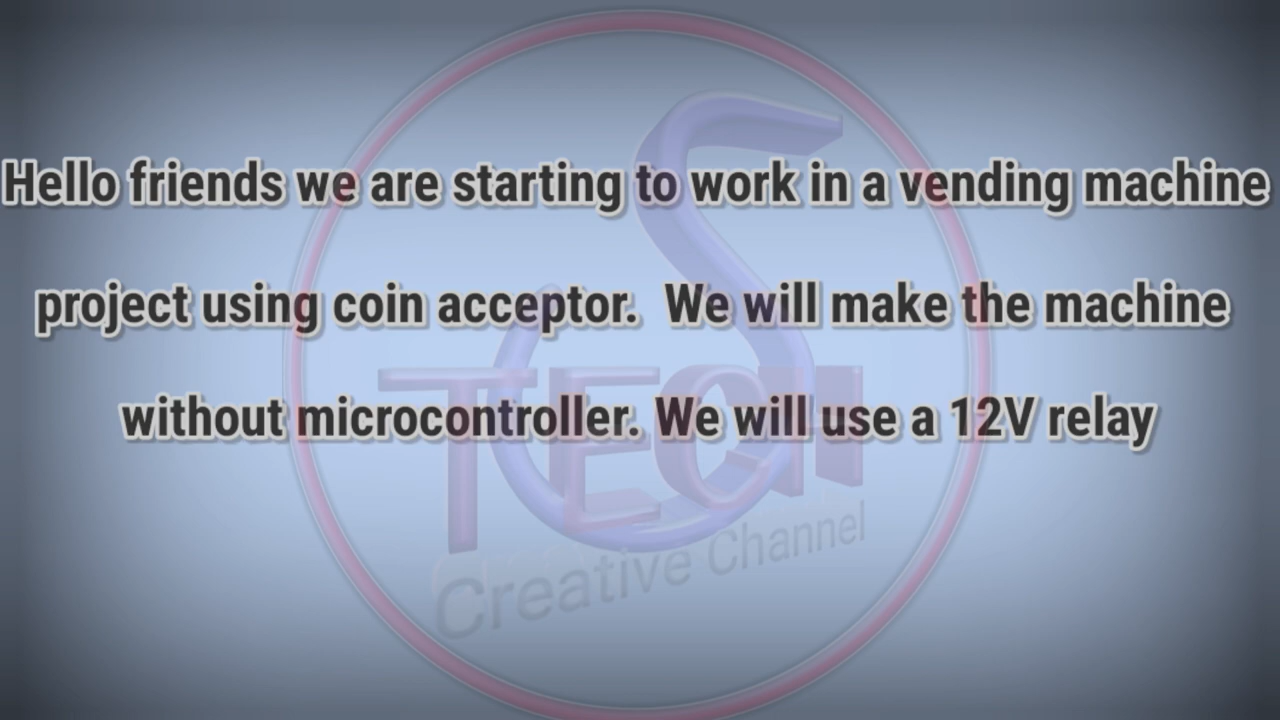 Hello friends we are starting to work in a vending machine
project using coin acceptor. We will make the machine
without microcontroller. We will use a 12V relay
S
TECH
Creative Channel